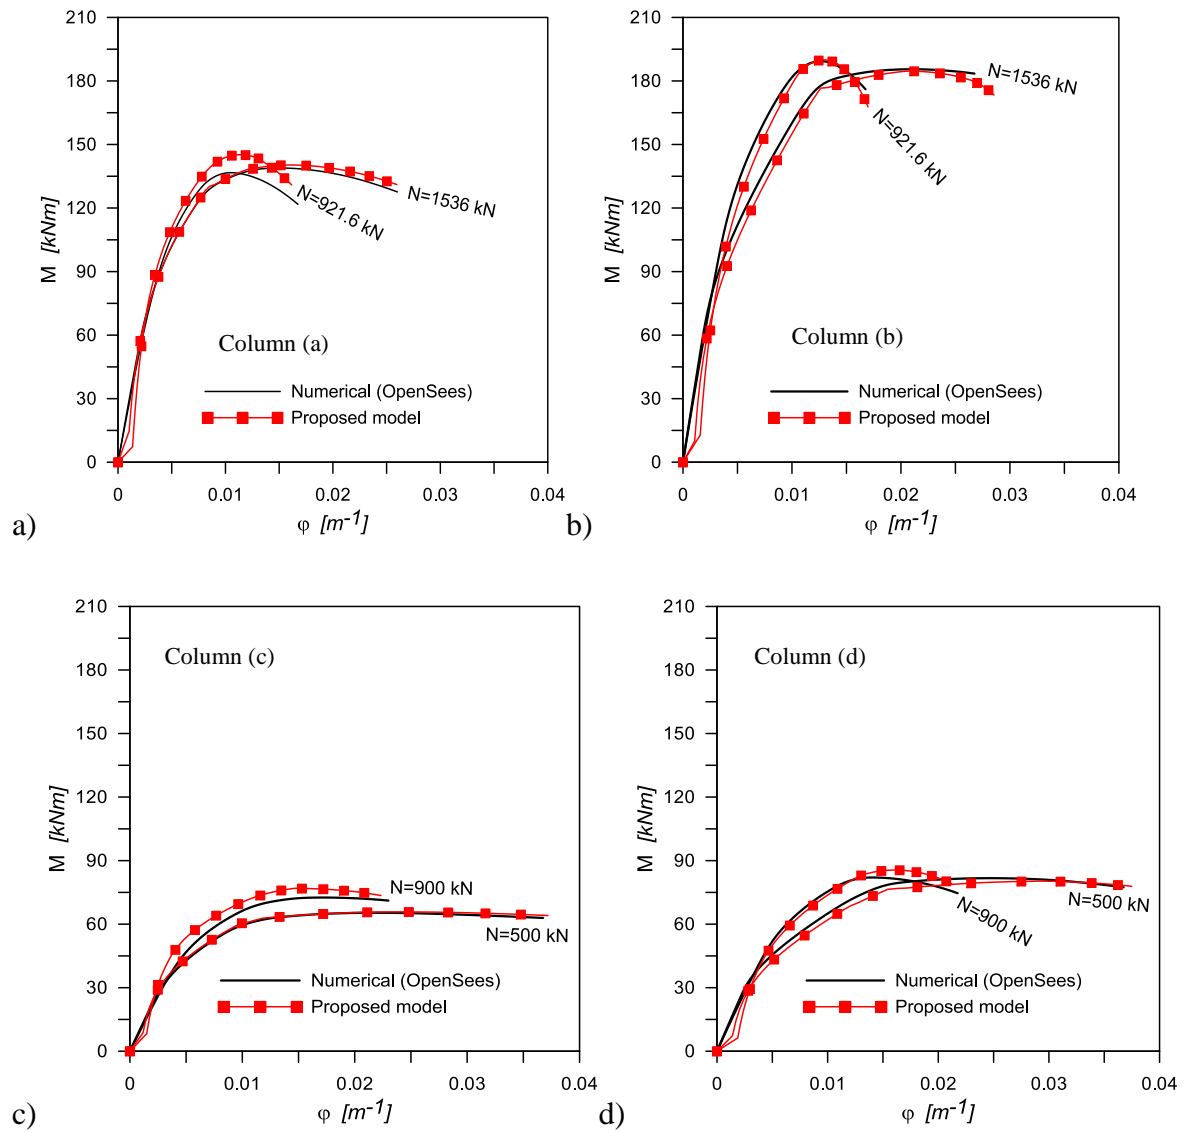 210
180
150
120
90
60
30
0
M [kNm]
N=921.6 kN
N=1536 kN
Column (a)
Numerical (OpenSees)
Proposed model
0
0.01
0.02
0.03
0.04
φ [m-1]
a)
210
180
150
120
90
60
30
0
M [kNm]
N=1536 kN
N=921.6 kN
Column (b)
Numerical (OpenSees)
Proposed model
0
0.01
0.02
0.03
0.04
φ [m-1]
b)
210
180
150
120
90
60
30
0
M [kNm]
Column (c)
N=900 kN
N=500 kN
Numerical (OpenSees)
Proposed model
0
0.01
0.02
0.03
0.04
φ [m-1]
c)
210
180
150
120
90
60
30
0
M [kNm]
Column (d)
N=500 kN
N=900 kN
Numerical (OpenSees)
Proposed model
0
0.01
0.02
0.03
0.04
φ [m-1]
d)